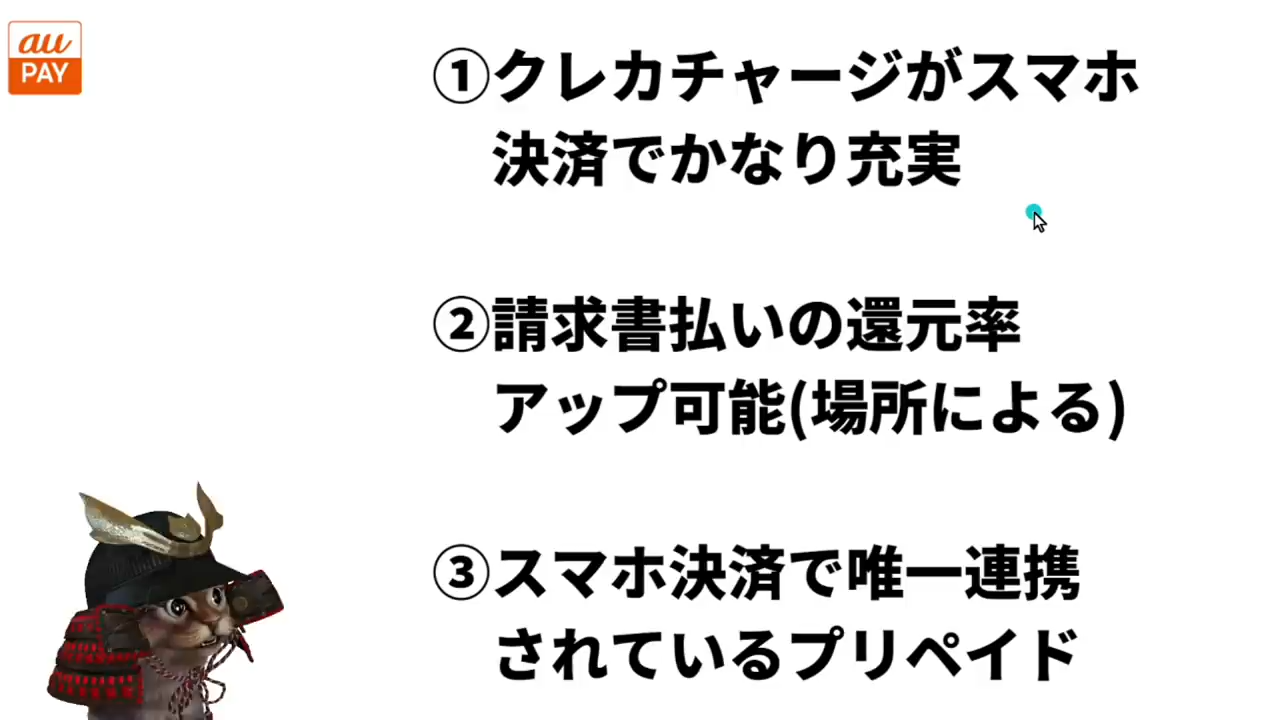 au
PAY
①クレカチャージがスマホ
決済でかなり充実
②請求書払いの還元率
アップ可能(場所による)
③スマホ決済で唯一連携
されているプリペイド